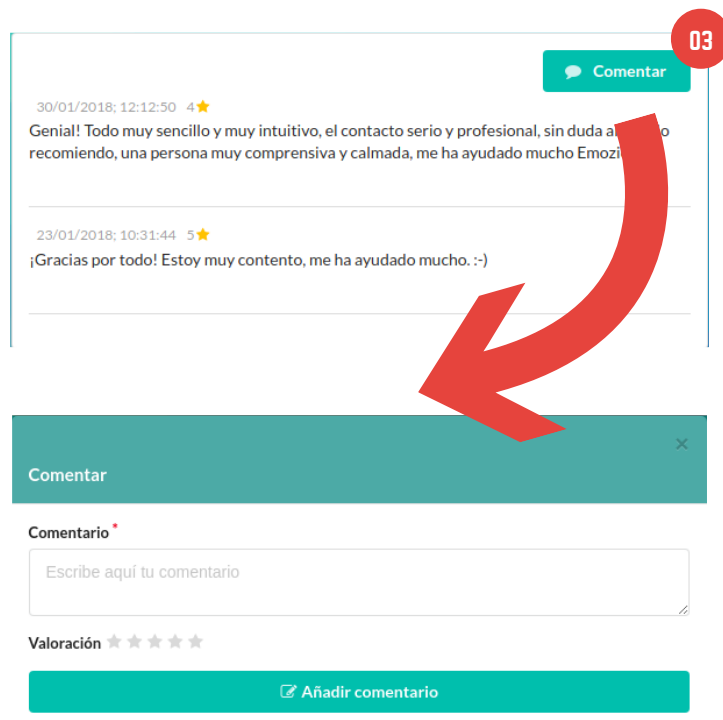 03
Comentar
30/01/2018; 12:12:50 4
Genial! Todo muy sencillo y muy intuitivo, el contacto serio y profesional, sin duda
recomiendo, una persona muy comprensiva y calmada, me ha ayudado mucho
23/01/2018; 10:31:44 5
¡Gracias por todo! Estoy muy contento, me ha ayudado mucho. :-)
×
Comentar
Comentario *
Escribe aquí tu comentario
Valoración
Añadir comentario